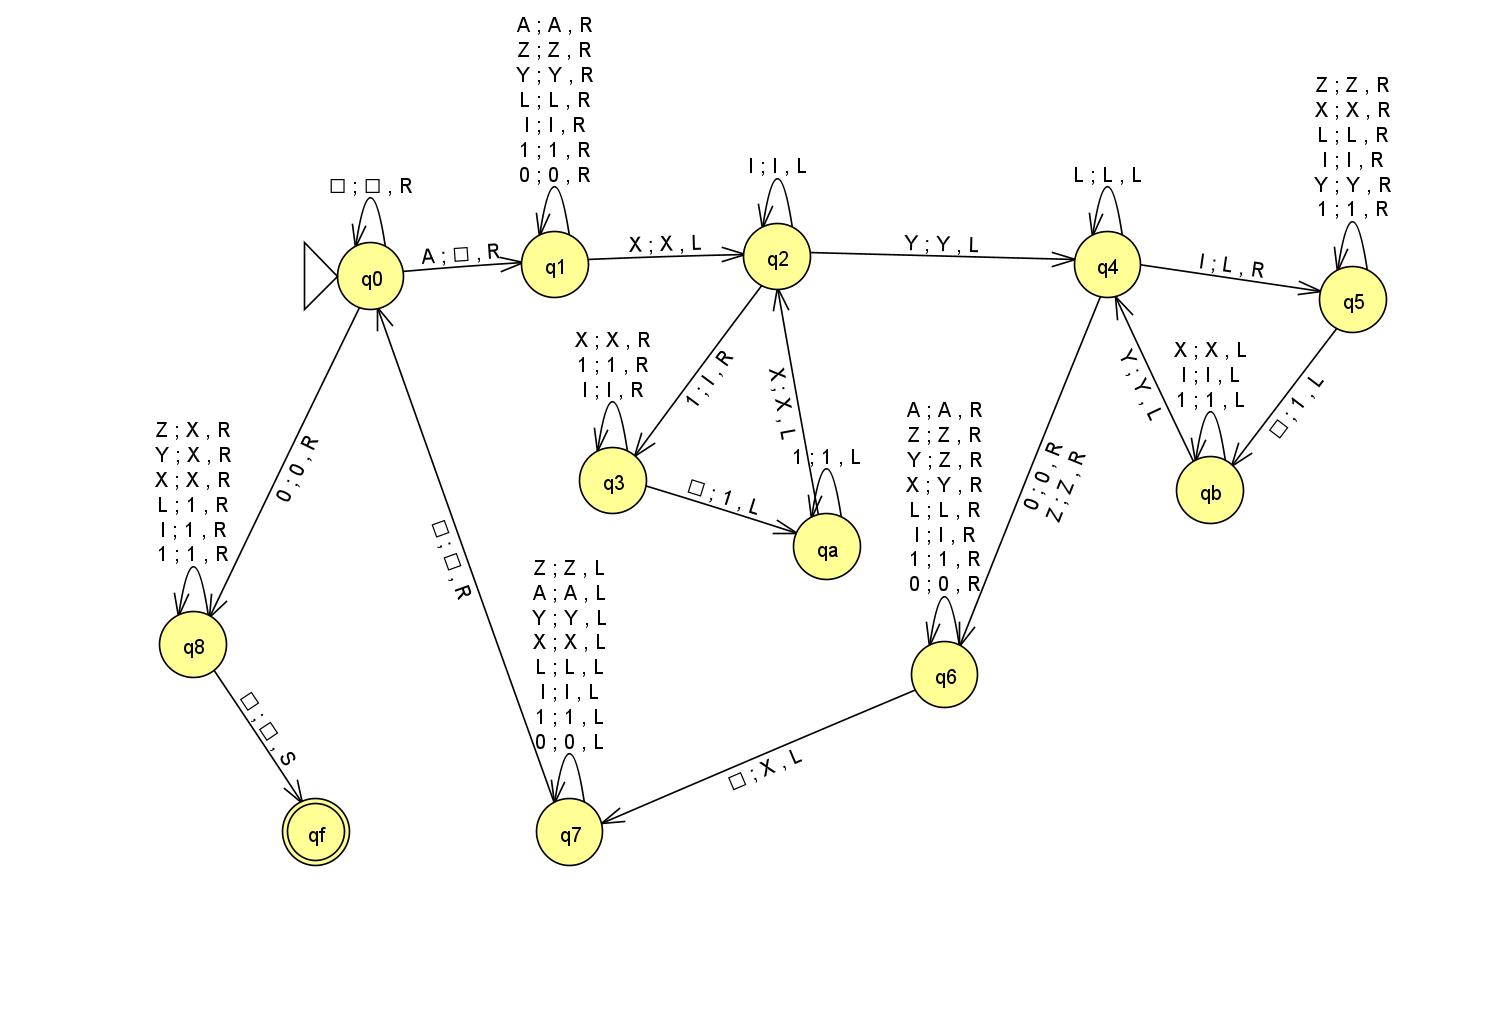 A ; A , R
Z ; Z , R
Y ; Y , R
L ; L , R
I ; I , R
1 ; 1 , R
0 ; 0 , R
□ ; □ , R
q0
A ; □ , R
q1
X ; X , L
I ; I , L
q2
Y ; Y , L
L ; L , L
q4
I ; L , R
Z ; Z , R
X ; X , R
L ; L , R
I ; I , R
Y ; Y , R
1 ; 1 , R
q5
X ; X , R
1 ; 1 , R
I ; I , R
q3
1 ; I , R
□ ; 1 , L
X ; X , L
1 ; 1 , L
qa
Y ; Y , L
X ; X , L
I ; I , L
1 ; 1 , L
qb
□ ; 1 , L
0 ; 0 , R
Z ; Z , R
A ; A , R
Z ; Z , R
Y ; Z , R
X ; Y , R
L ; L , R
I ; I , R
1 ; 1 , R
0 ; 0 , R
q6
Z ; X , R
Y ; X , R
X ; X , R
L ; 1 , R
I ; 1 , R
1 ; 1 , R
q8
0 ; 0 , R
□ ; □ , R
Z ; Z , L
A ; A , L
Y ; Y , L
X ; X , L
L ; L , L
I ; I , L
1 ; 1 , L
0 ; 0 , L
q7
□ ; X , L
□ ; □ , S
qf